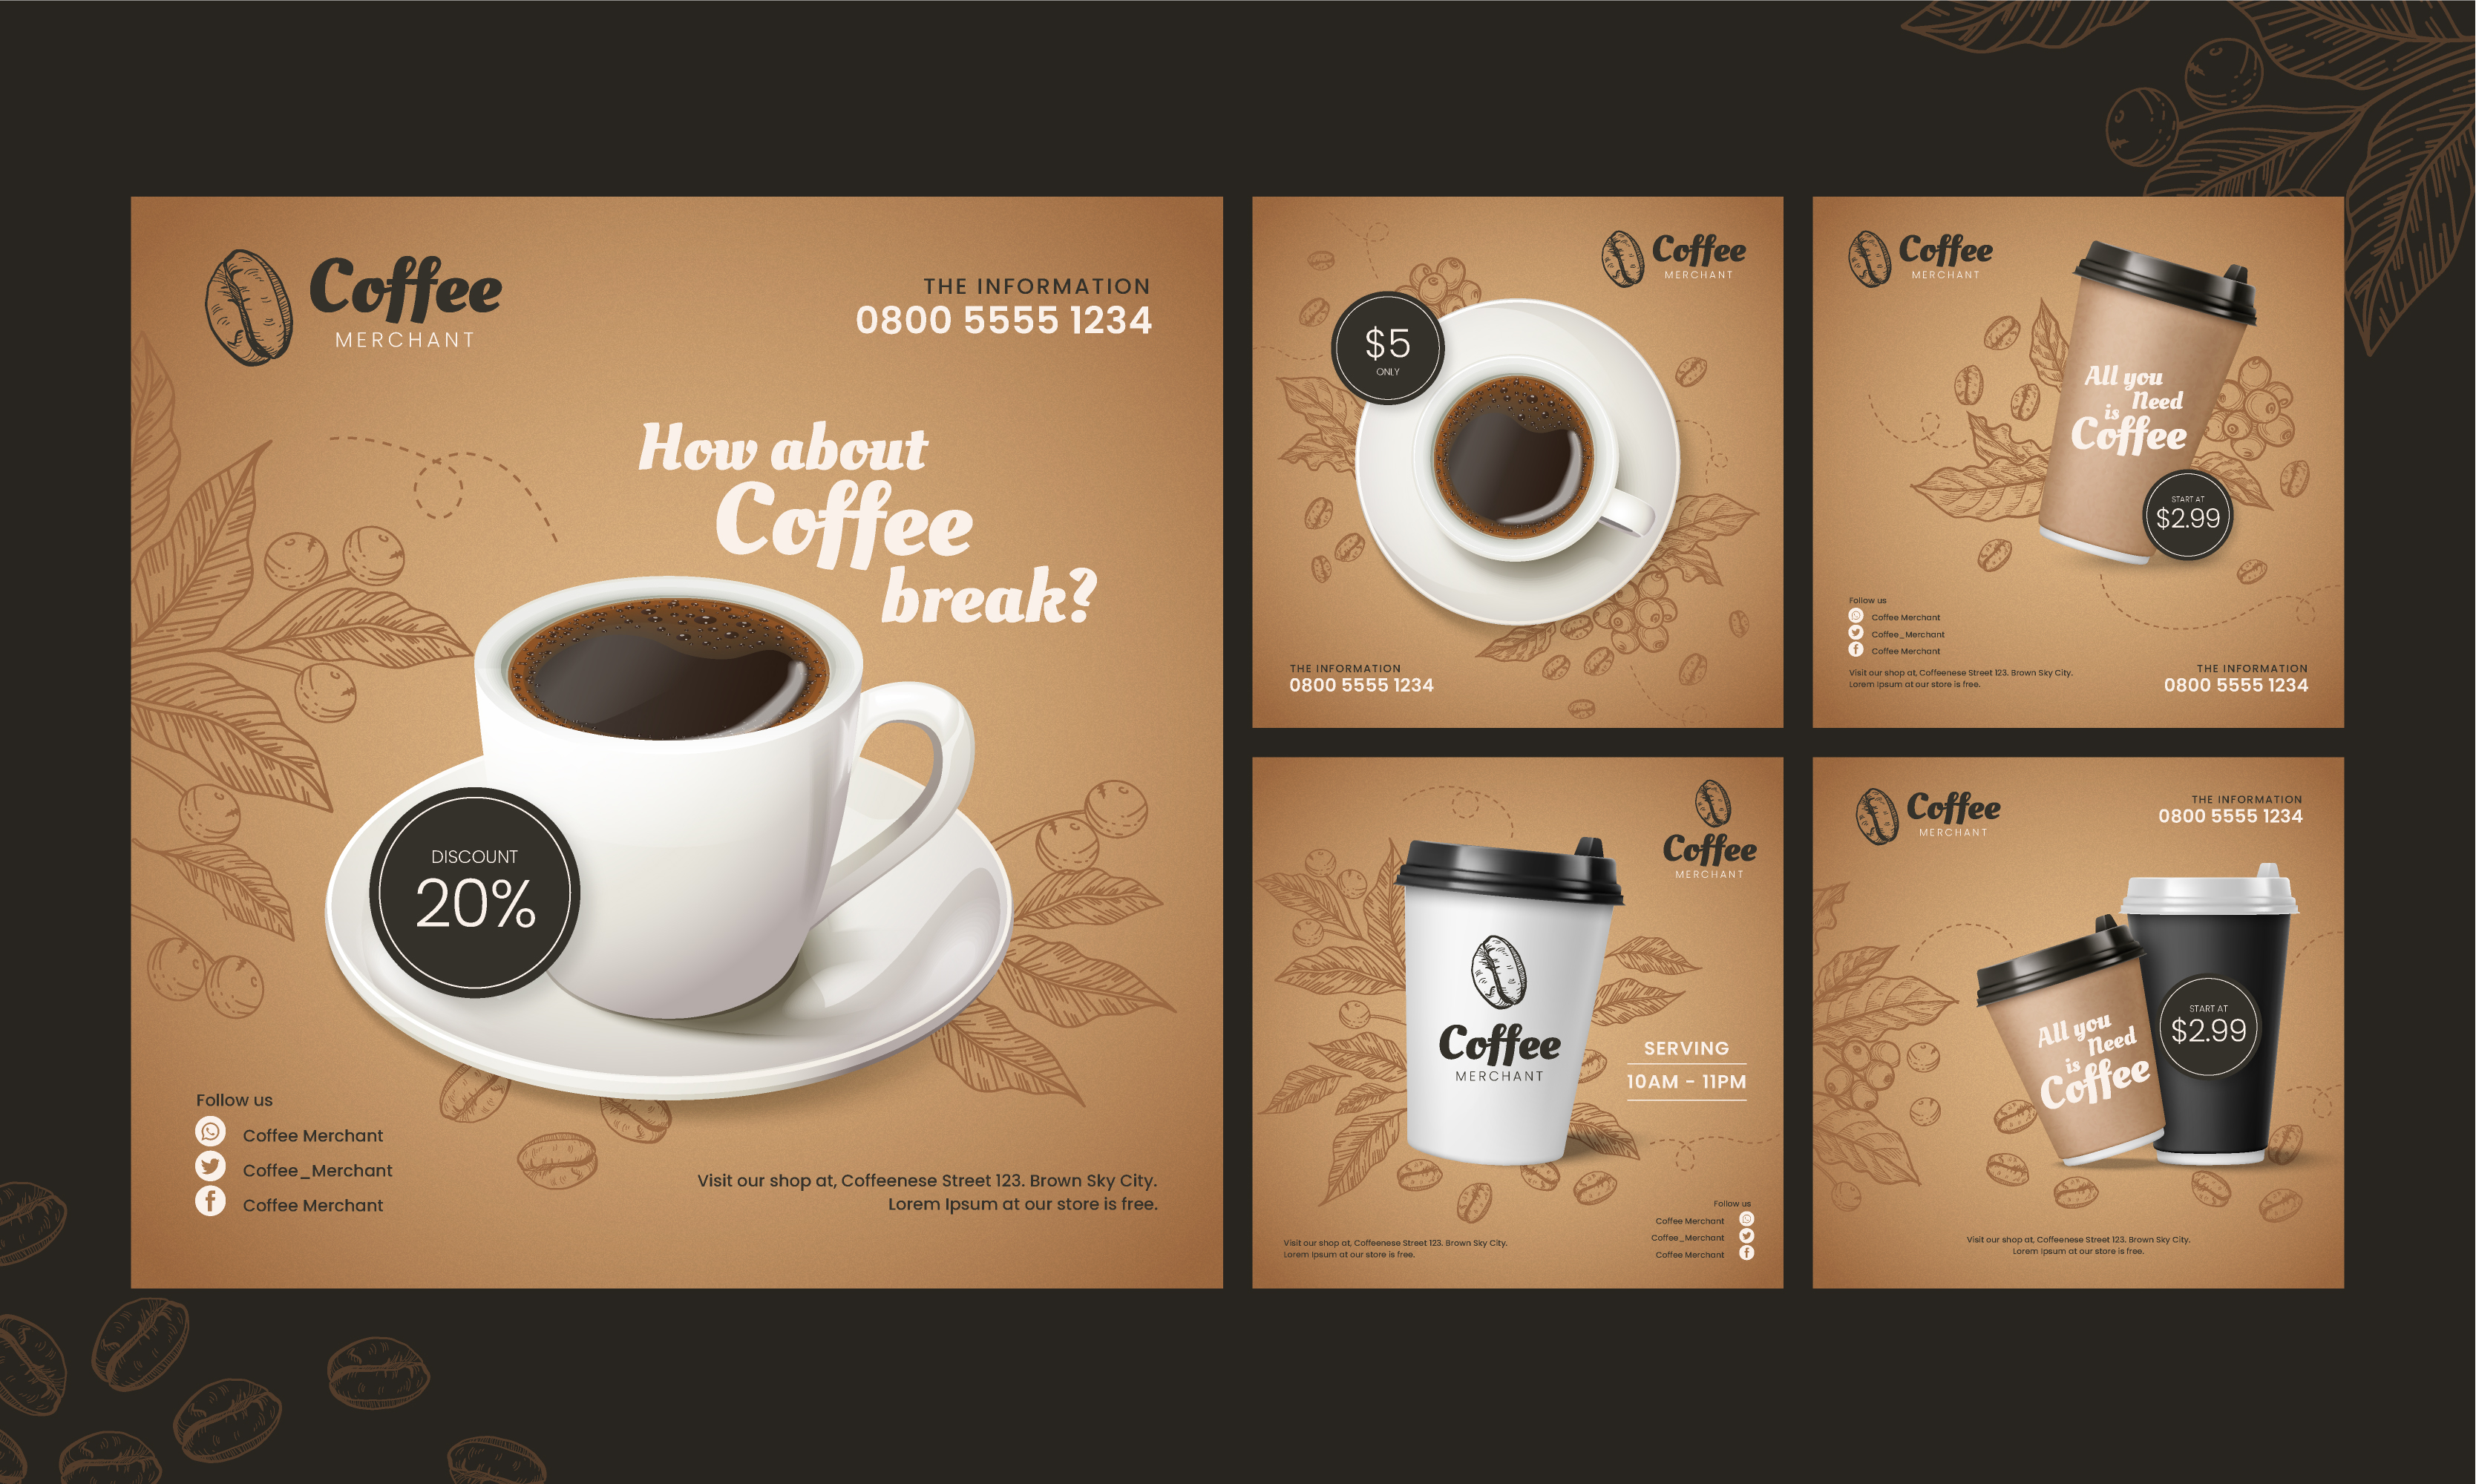 Coffee
MERCHANT
THE INFORMATION
0800 5555 1234
How about
Coffee
break?
DISCOUNT
20%
Follow us
Coffee Merchant
Coffee_Merchant
Coffee Merchant
Visit our shop at, Coffeenese Street 123. Brown Sky City.
Lorem Ipsum at our store is free.
Coffee
MERCHANT
$5
ONLY
THE INFORMATION
0800 5555 1234
Coffee
MERCHANT
All you
Need
is
Coffee
START AT
$2.99
Follow us
Coffee Merchant
Coffee_Merchant
Coffee Merchant
Visit our shop at, Coffeenese Street 123. Brown Sky City.
Lorem Ipsum at our store is free.
THE INFORMATION
0800 5555 1234
Coffee
MERCHANT
Coffee
MERCHANT
SERVING
10AM - 11PM
Follow us
Coffee Merchant
Coffee_Merchant
Coffee Merchant
Visit our shop at, Coffeenese Street 123. Brown Sky City.
Lorem Ipsum at our store is free.
Coffee
MERCHANT
THE INFORMATION
0800 5555 1234
All you
Need
is
Coffee
START AT
$2.99
Visit our shop at, Coffeenese Street 123. Brown Sky City.
Lorem Ipsum at our store is free.